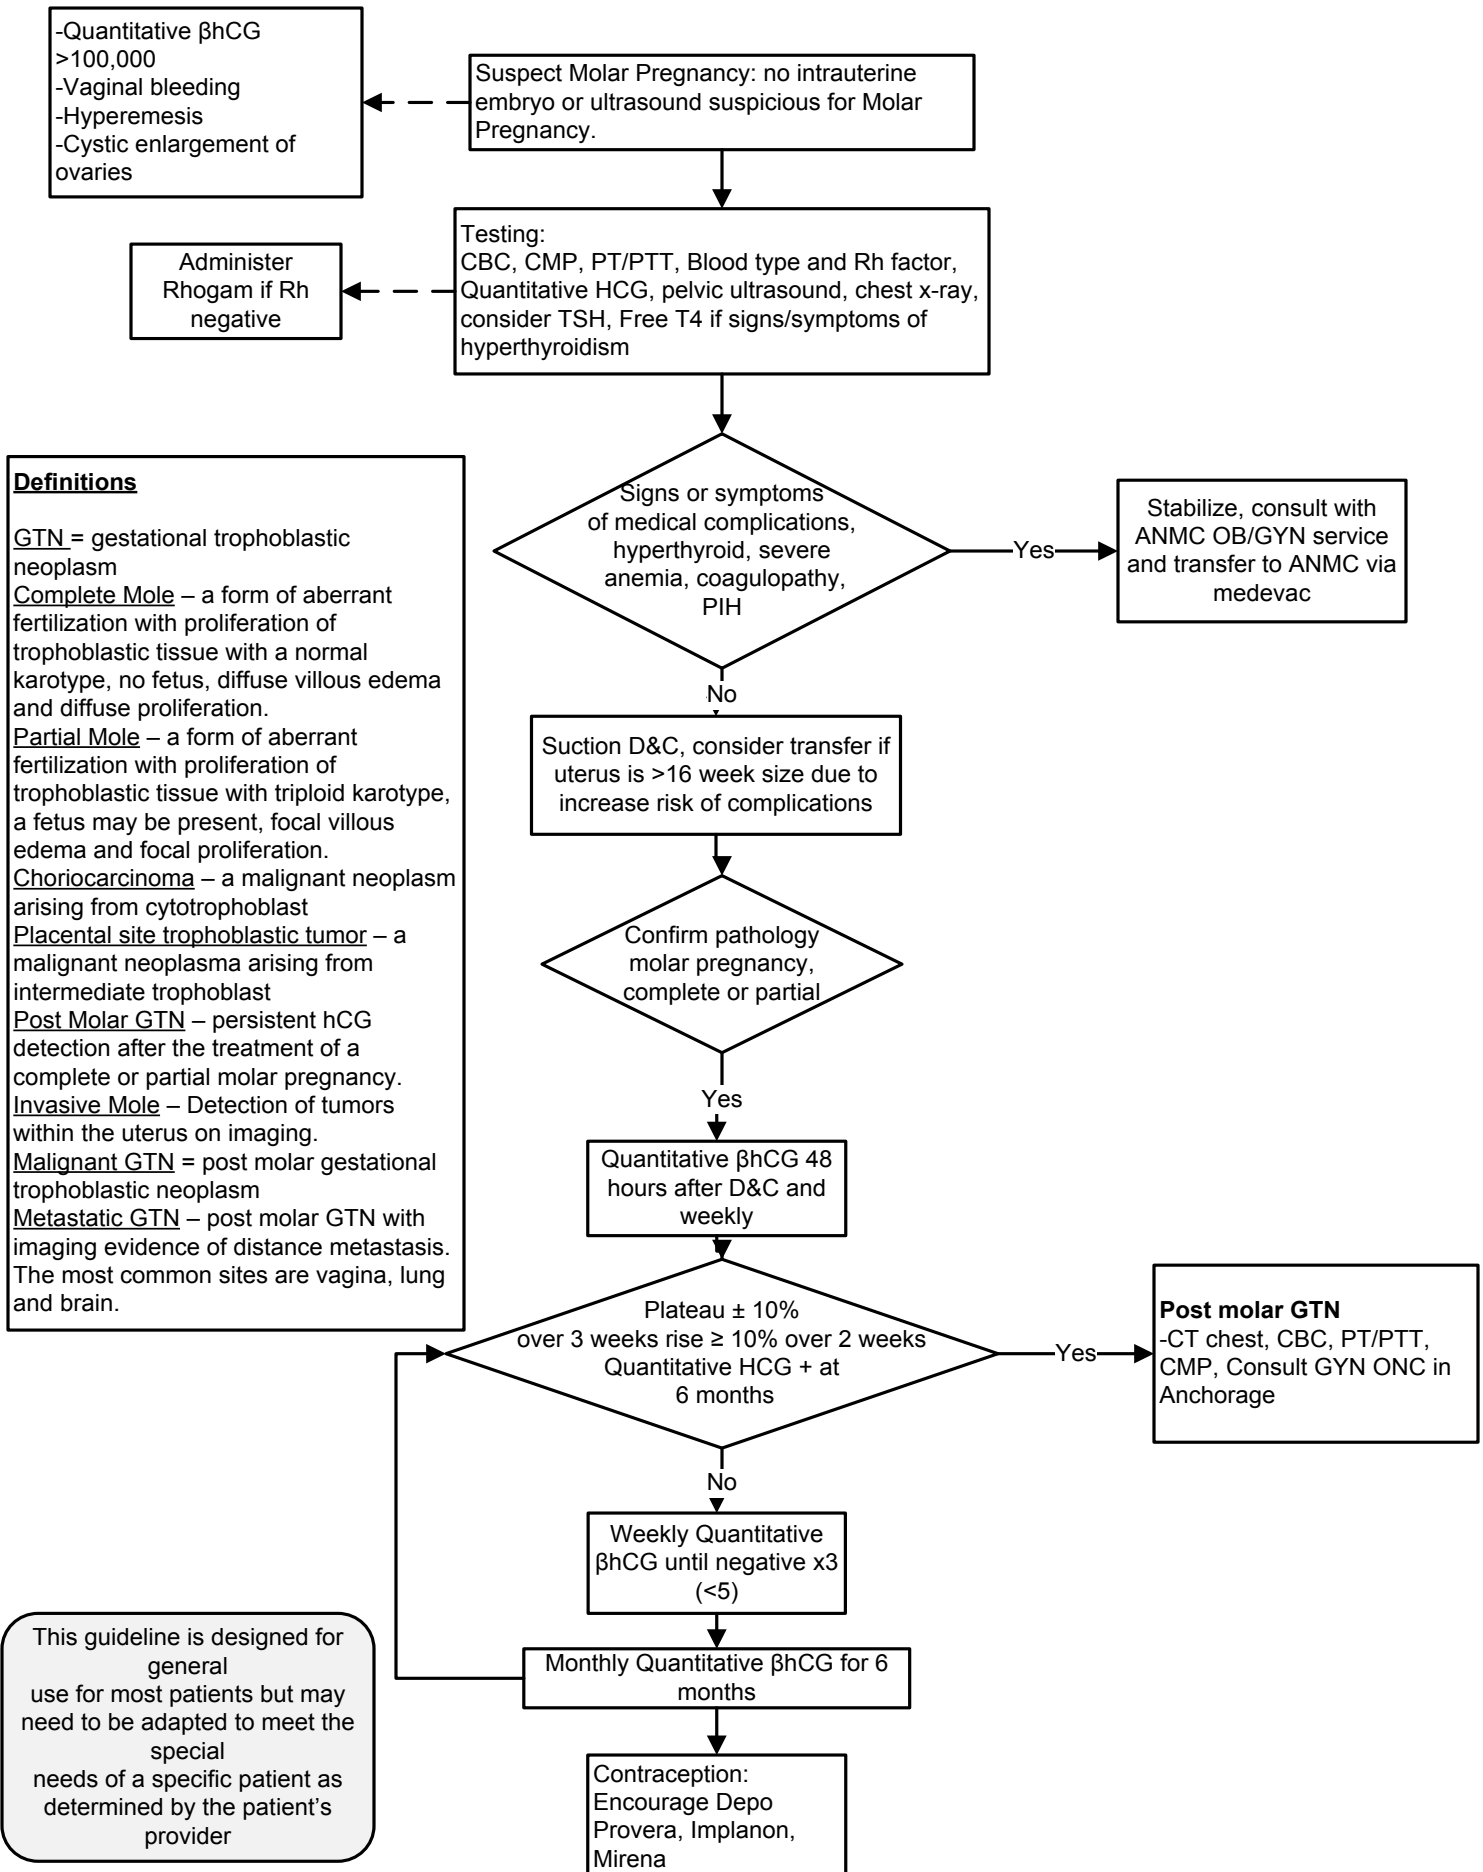 -Quantitative βhCG
>100,000
-Vaginal bleeding
-Hyperemesis
-Cystic enlargement of
ovaries
Suspect Molar Pregnancy: no intrauterine
embryo or ultrasound suspicious for Molar
Pregnancy.
Testing:
CBC, CMP, PT/PTT, Blood type and Rh factor,
Quantitative HCG, pelvic ultrasound, chest x-ray,
consider TSH, Free T4 if signs/symptoms of
hyperthyroidism
Administer
Rhogam if Rh
negative
Signs or symptoms
of medical complications,
hyperthyroid, severe
anemia, coagulopathy,
PIH
Yes
Stabilize, consult with
ANMC OB/GYN service
and transfer to ANMC via
medevac
Definitions
GTN = gestational trophoblastic
neoplasm
Complete Mole – a form of aberrant
fertilization with proliferation of
trophoblastic tissue with a normal
karotype, no fetus, diffuse villous edema
and diffuse proliferation.
Partial Mole – a form of aberrant
fertilization with proliferation of
trophoblastic tissue with triploid karotype,
a fetus may be present, focal villous
edema and focal proliferation.
Choriocarcinoma – a malignant neoplasm
arising from cytotrophoblast
Placental site trophoblastic tumor – a
malignant neoplasma arising from
intermediate trophoblast
Post Molar GTN – persistent hCG
detection after the treatment of a
complete or partial molar pregnancy.
Invasive Mole – Detection of tumors
within the uterus on imaging.
Malignant GTN = post molar gestational
trophoblastic neoplasm
Metastatic GTN – post molar GTN with
imaging evidence of distance metastasis.
The most common sites are vagina, lung
and brain.
No
Suction D&C, consider transfer if
uterus is >16 week size due to
increase risk of complications
Confirm pathology
molar pregnancy,
complete or partial
Yes
Quantitative βhCG 48
hours after D&C and
weekly
Plateau ± 10%
over 3 weeks rise ≥ 10% over 2 weeks
Quantitative HCG + at
6 months
Yes
Post molar GTN
-CT chest, CBC, PT/PTT,
CMP, Consult GYN ONC in
Anchorage
No
Weekly Quantitative
βhCG until negative x3
(<5)
Monthly Quantitative βhCG for 6
months
Contraception:
Encourage Depo
Provera, Implanon,
Mirena
This guideline is designed for
general
use for most patients but may
need to be adapted to meet the
special
needs of a specific patient as
determined by the patient's
provider